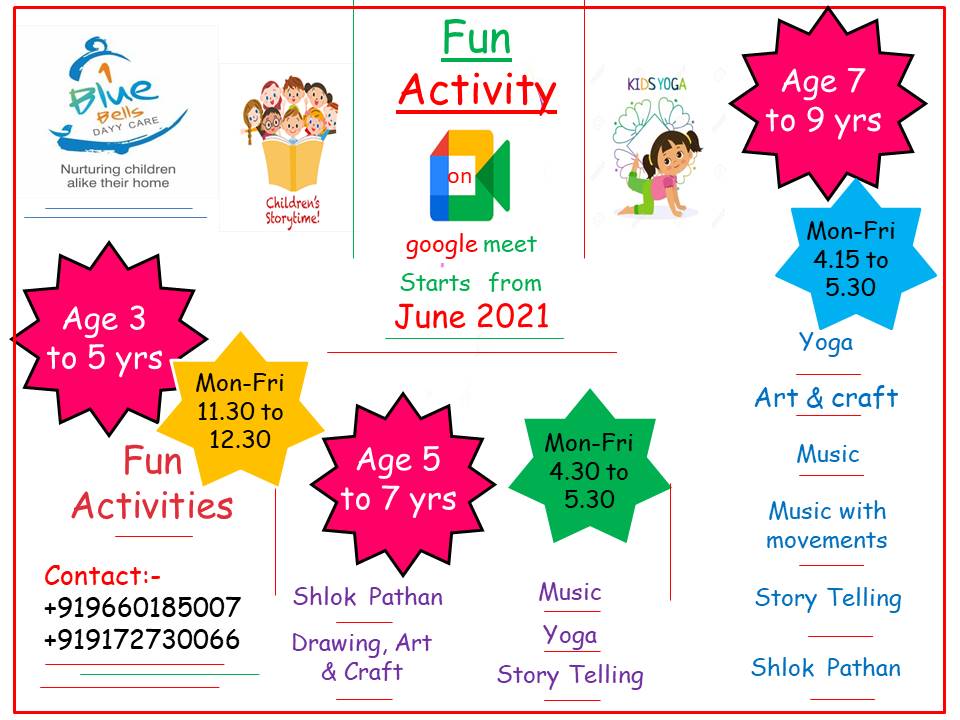 1
Blue
Bells
DAYY CARE
Nurturing children
alike their home
Children's
Storytime!
Fun
Activity
on
google meet
Starts from
June 2021
KIDS YOGA
Age 7
to 9 yrs
Mon-Fri
4.15 to
5.30
Yoga
Art & craft
Music
Music with
movements
Story Telling
Shlok Pathan
Age 3
to 5 yrs
Mon-Fri
11.30 to
12.30
Fun
Activities
Contact:-
+919660185007
+919172730066
Age 5
to 7 yrs
Mon-Fri
4.30 to
5.30
Shlok Pathan
Drawing, Art
& Craft
Music
Yoga
Story Telling